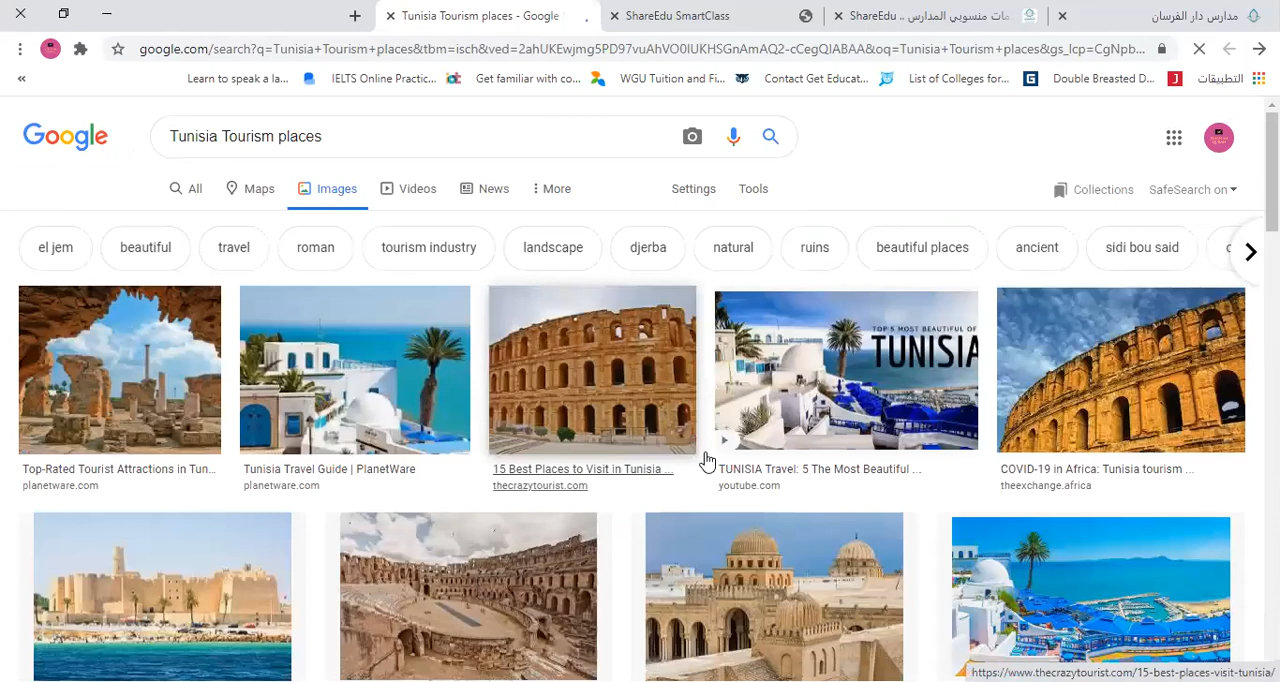 Tunisia Tourism places - Google
ShareEdu SmartClass
ShareEdu .. مات منسوبي المدارس
مدارس دار الفرسان
google.com/search?q=Tunisia+Tourism+places&tbm=isch&ved=2ahUKEwjmg5PD97vuAhVO0IUKHSGnAmAQ2-cCegQIABAA&oq=Tunisia+Tourism+places&gs_lcp=CgNpb...
Learn to speak a la...
IELTS Online Practic...
Get familiar with co...
WGU Tuition and Fi...
Contact Get Educat...
List of Colleges for...
Double Breasted D...
التطبيقات
Google
Tunisia Tourism places
All
Maps
Images
Videos
News
More
Settings
Tools
Collections
SafeSearch on
el jem
beautiful
travel
roman
tourism industry
landscape
djerba
natural
ruins
beautiful places
ancient
sidi bou said
TOP 5 MOST BEAUTIFUL OF
TUNISIA
Top-Rated Tourist Attractions in Tun...
planetware.com
Tunisia Travel Guide | PlanetWare
planetware.com
15 Best Places to Visit in Tunisia ...
thecrazytourist.com
TUNISIA Travel: 5 The Most Beautiful ...
youtube.com
COVID-19 in Africa: Tunisia tourism ...
theexchange.africa
https://www.thecrazytourist.com/15-best-places-visit-tunisia/